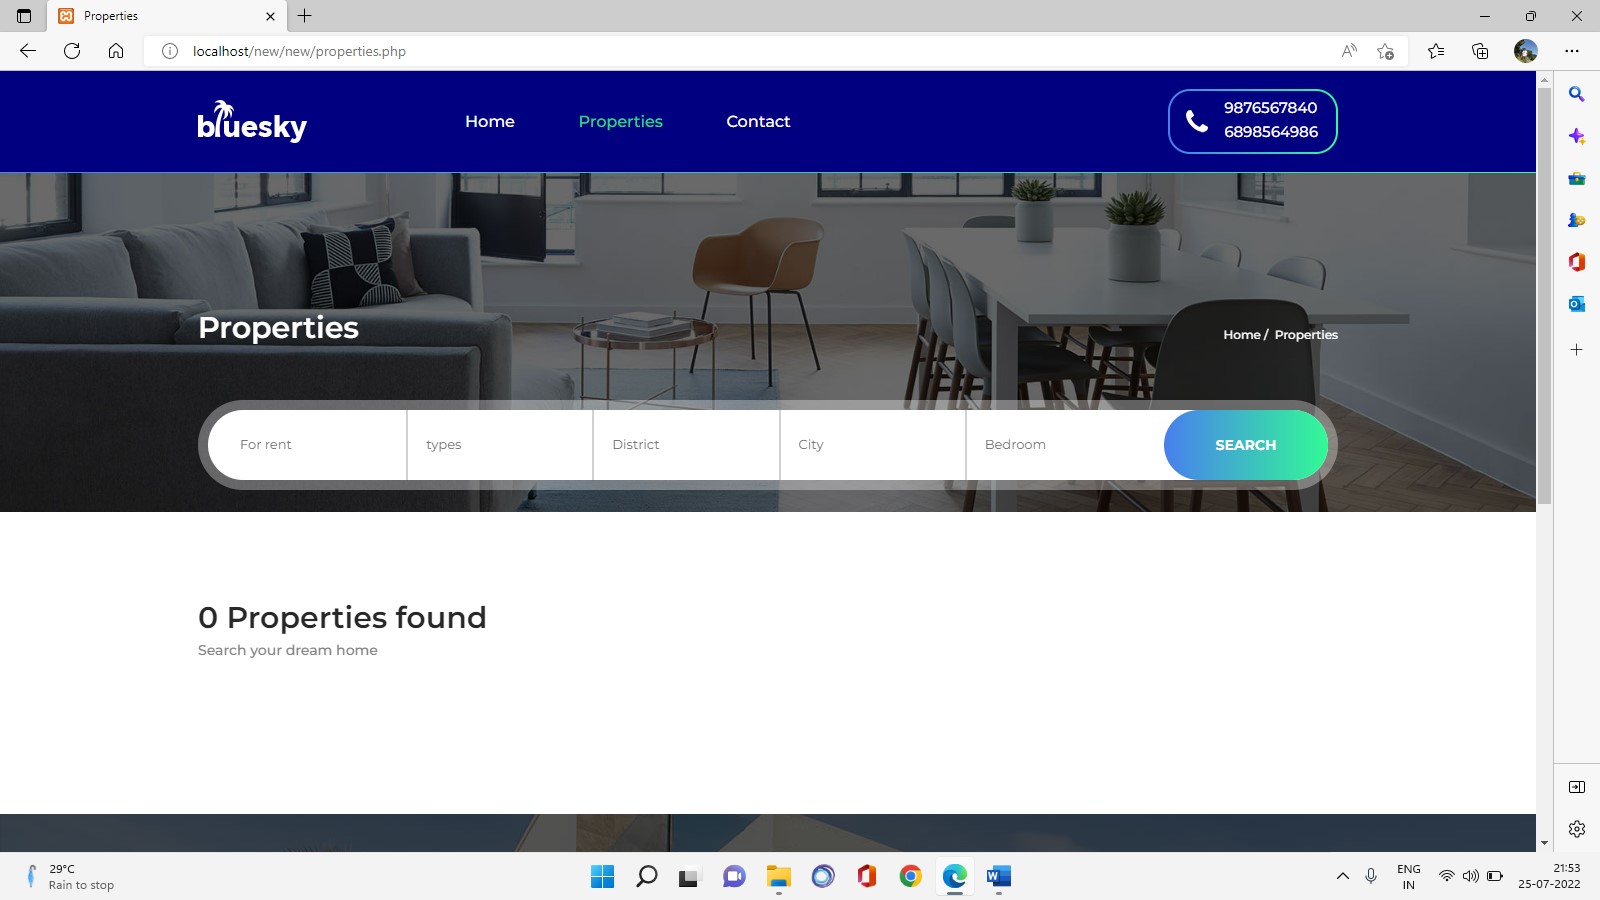 Properties
localhost/new/new/properties.php
bluesky
Home
Properties
Contact
9876567840
6898564986
Properties
Home / Properties
For rent
types
District
City
Bedroom
SEARCH
0 Properties found
Search your dream home
29°C
Rain to stop
ENG
IN
21:53
25-07-2022